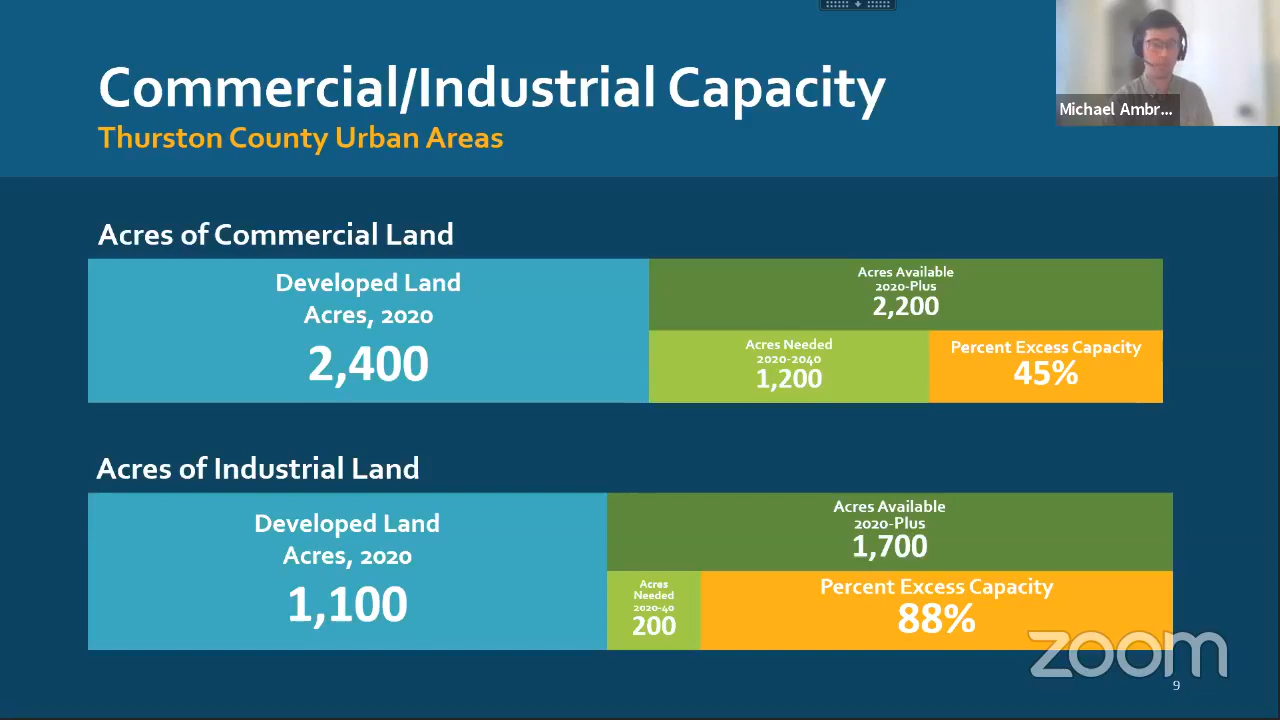 Commercial/Industrial Capacity
Thurston County Urban Areas
Michael Ambr...
Acres of Commercial Land
Developed Land
Acres, 2020
2,400
Acres Available
2020-Plus
2,200
Acres Needed
2020-2040
1,200
Percent Excess Capacity
45%
Acres of Industrial Land
Developed Land
Acres, 2020
1,100
Acres Available
2020-Plus
1,700
Acres
Needed
2020-40
200
Percent Excess Capacity
88%
zoom
9